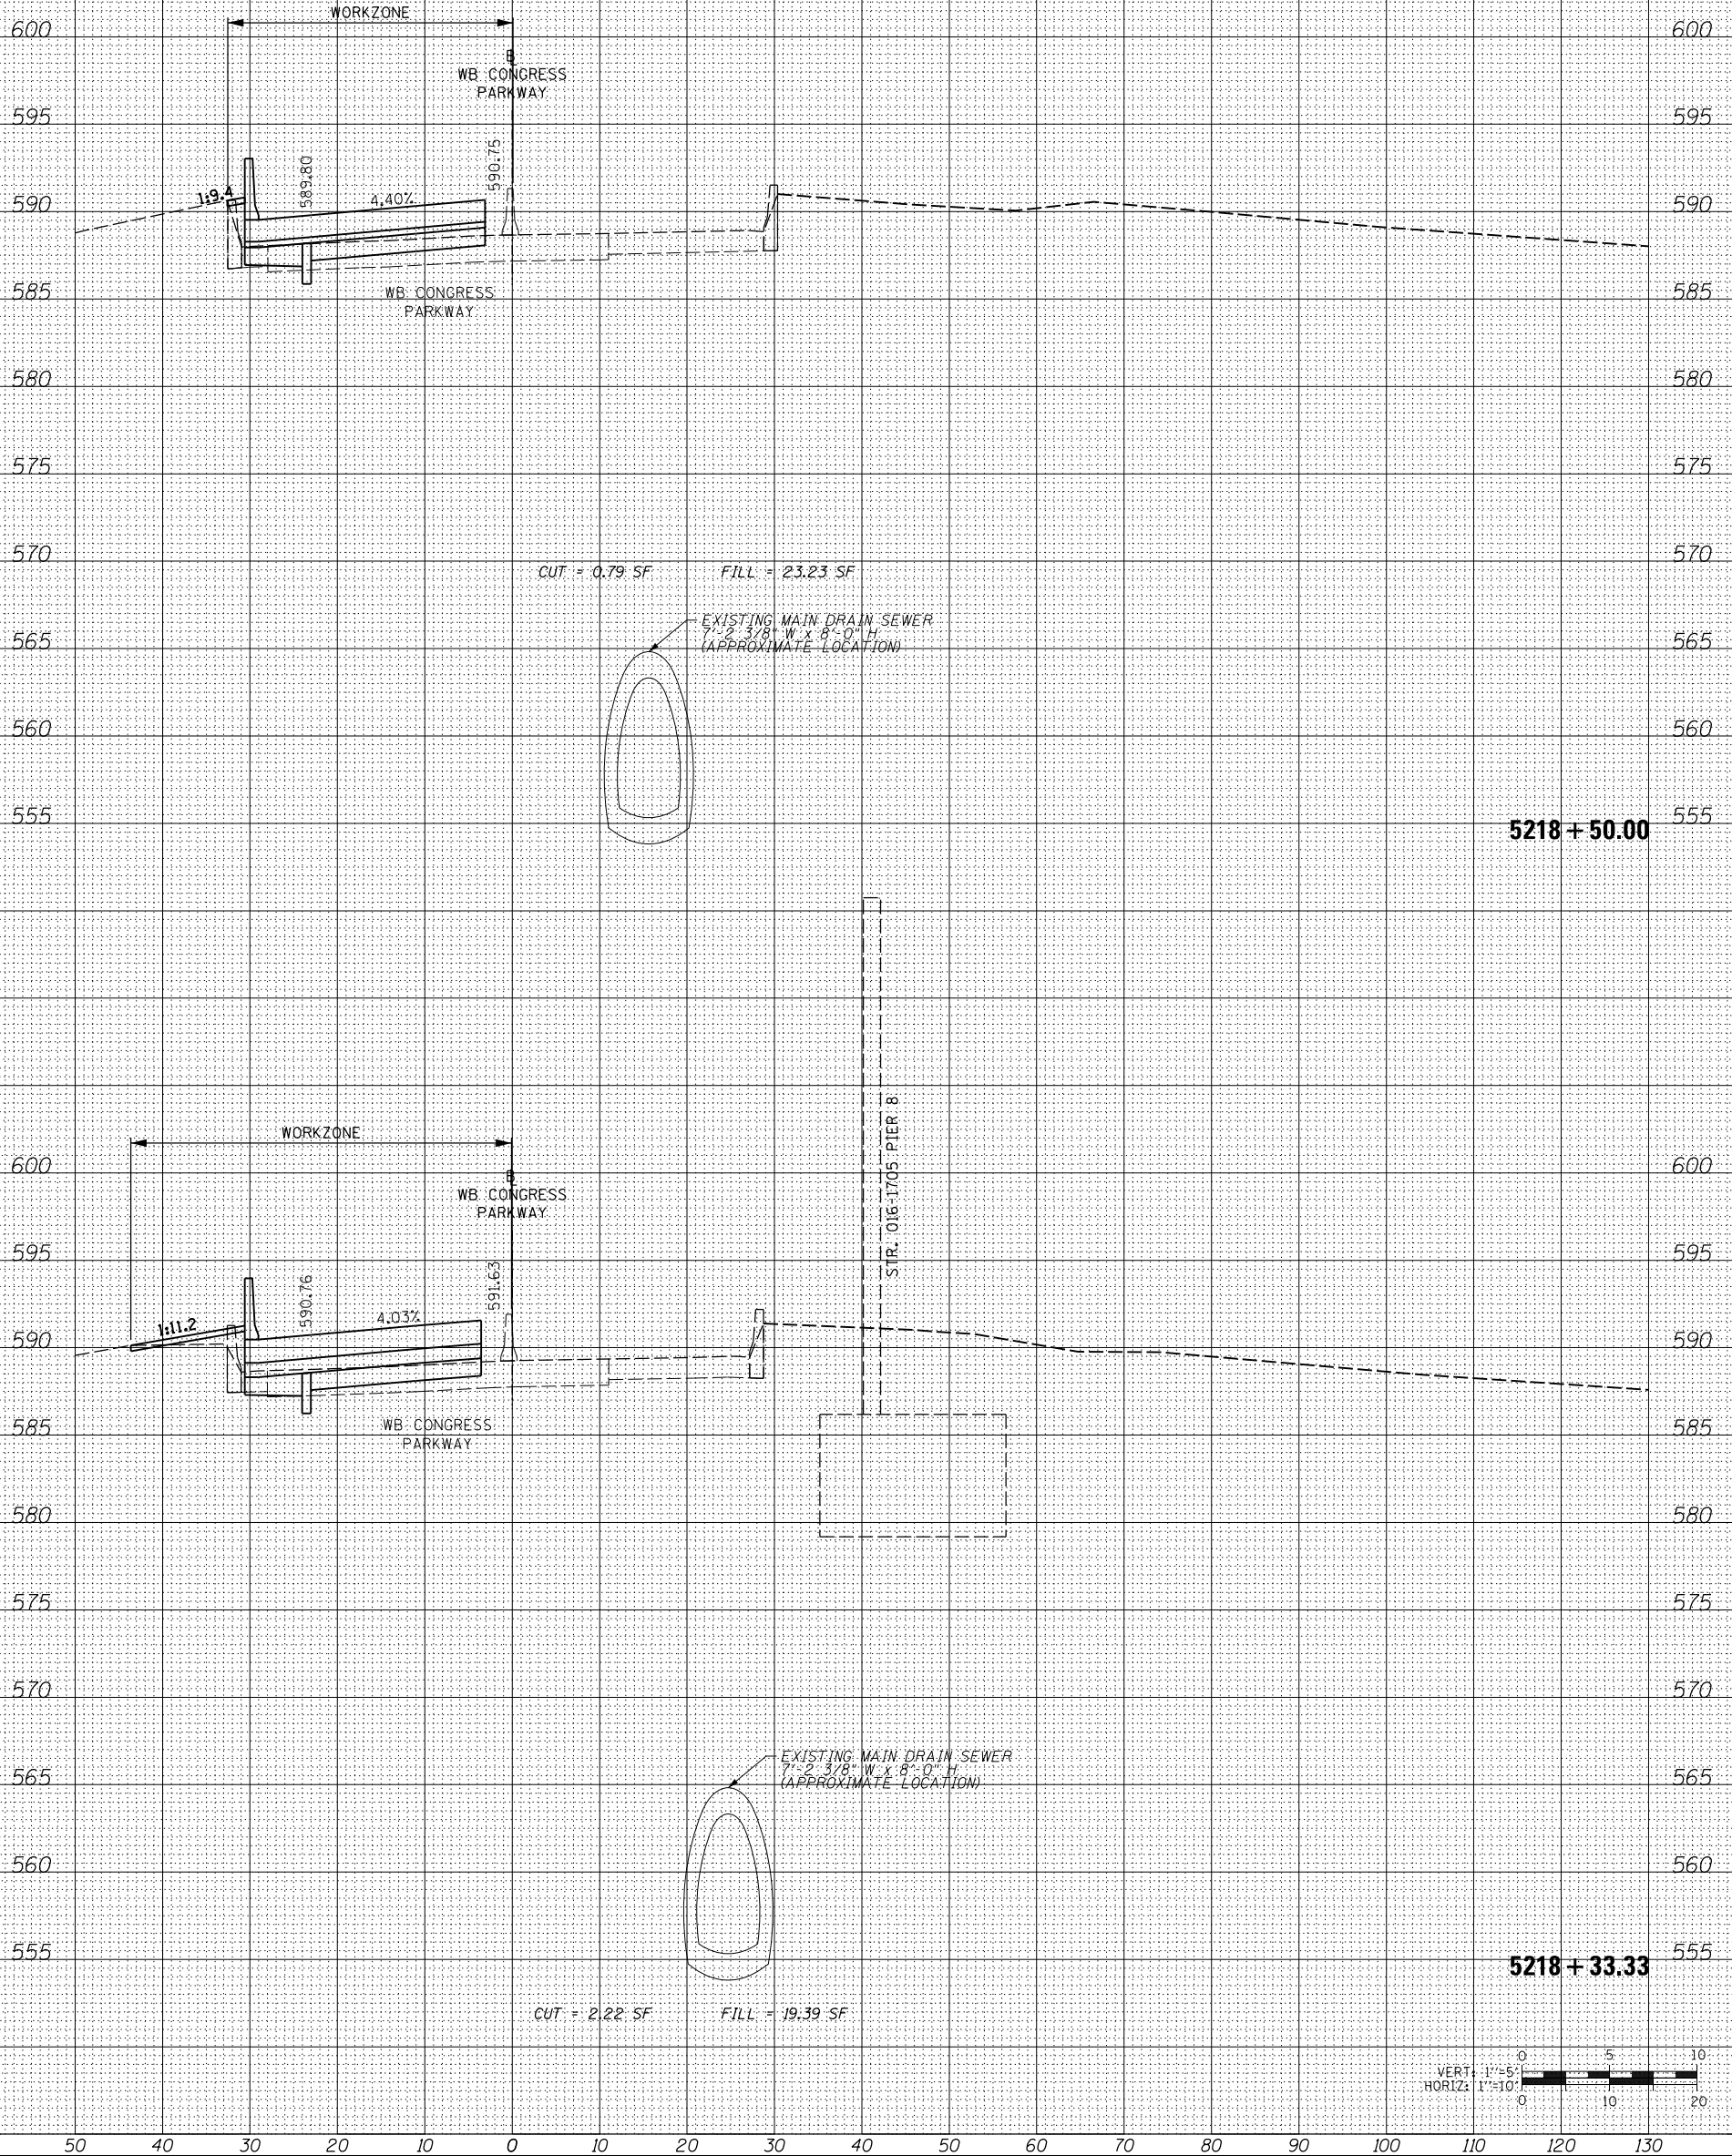 WORKZONE
600 600
B
WB CONGRESS
PARKWAY
595 595
590.75
589.80
1:9.4
4.40%
590 590
WB CONGRESS
PARKWAY
585 585
580 580
575 575
570 570
CUT = 0.79 SF FILL = 23.23 SF
EXISTING MAIN DRAIN SEWER
7'-2 3/8" W x 8'-0" H
(APPROXIMATE LOCATION)
565 565
560 560
555 555
5218 + 50.00
STR. 016-1705 PIER 8
WORKZONE
600 600
B
WB CONGRESS
PARKWAY
595 595
591.63
590.76
1:11.2
4.03%
590 590
WB CONGRESS
PARKWAY
585 585
580 580
575 575
570 570
EXISTING MAIN DRAIN SEWER
7'-2 3/8" W x 8'-0" H
(APPROXIMATE LOCATION)
565 565
560 560
555 555
5218 + 33.33
CUT = 2.22 SF FILL = 19.39 SF
0 5 10
VERT: 1"=5'
HORIZ: 1"=10'
0 10 20
50 40 30 20 10 0 10 20 30 40 50 60 70 80 90 100 110 120 130